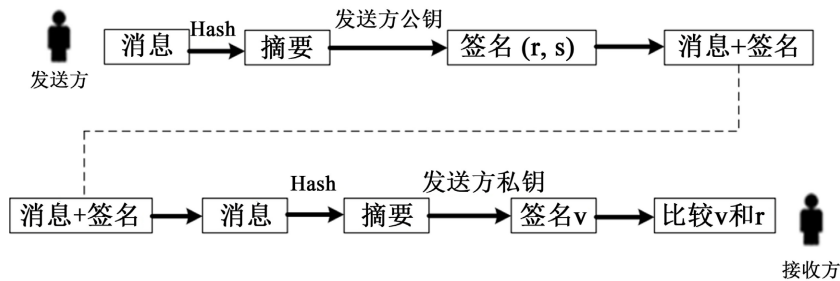 Hash
发送方公钥
消息
摘要
签名 (r, s)
消息+签名
发送方
Hash
发送方私钥
消息+签名
消息
摘要
签名v
比较v和r
接收方